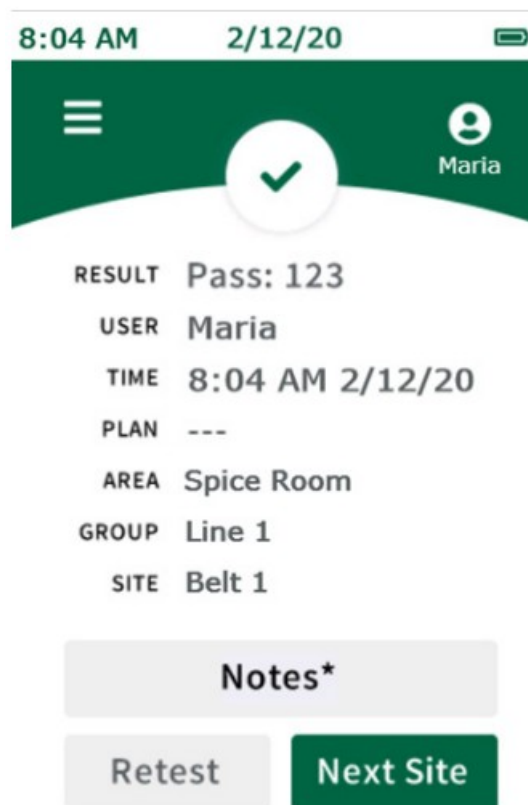 8:04 AM 2/12/20
Maria
RESULT Pass: 123
USER Maria
TIME 8:04 AM 2/12/20
PLAN ---
AREA Spice Room
GROUP Line 1
SITE Belt 1
Notes*
Retest Next Site